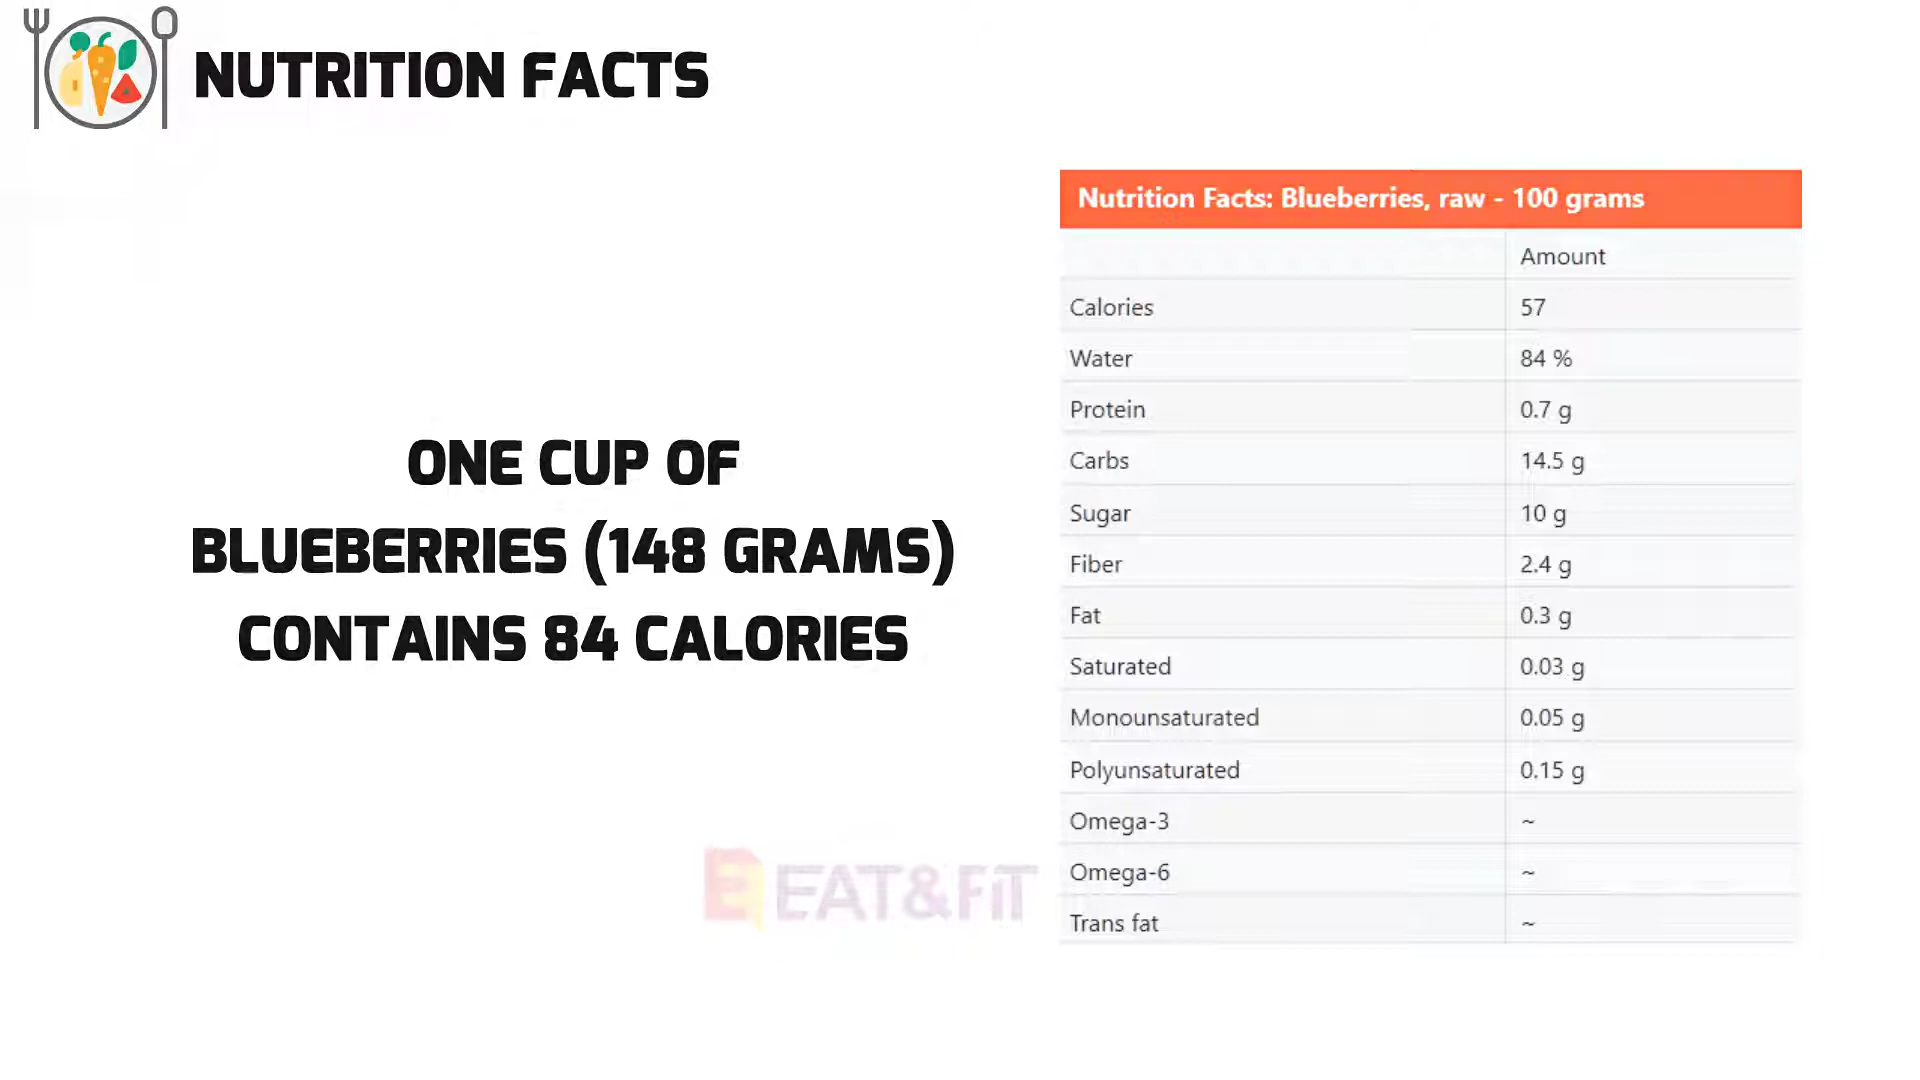 NUTRITION FACTS
ONE CUP OF
BLUEBERRIES (148 GRAMS)
CONTAINS 84 CALORIES
Nutrition Facts: Blueberries, raw - 100 grams
Amount
Calories 57
Water 84 %
Protein 0.7 g
Carbs 14.5 g
Sugar 10 g
Fiber 2.4 g
Fat 0.3 g
Saturated 0.03 g
Monounsaturated 0.05 g
Polyunsaturated 0.15 g
Omega-3 ~
Omega-6 ~
Trans fat ~
E EAT&FiT